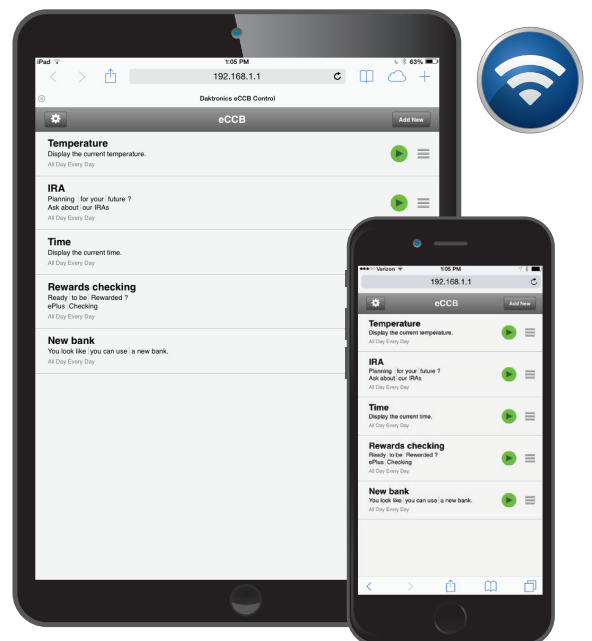 iPad 1:05 PM 63%
192.168.1.1
Daktronics eCCB Control
eCCB Add New
Temperature
Display the current temperature.
All Day Every Day
IRA
Planning | for your | future ?
Ask about | our IRAs
All Day Every Day
Time
Display the current time.
All Day Every Day
Rewards checking
Ready | to be | Rewarded ?
ePlus | Checking
All Day Every Day
New bank
You look like | you can use | a new bank.
All Day Every Day
Verizon 1:05 PM
192.168.1.1
eCCB Add New
Temperature
Display the current temperature.
All Day Every Day
IRA
Planning | for your | future ?
Ask about | our IRAs
All Day Every Day
Time
Display the current time.
All Day Every Day
Rewards checking
Ready | to be | Rewarded ?
ePlus | Checking
All Day Every Day
New bank
You look like | you can use | a new bank.
All Day Every Day